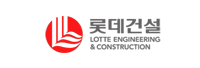 롯데건설
LOTTE ENGINEERING
& CONSTRUCTION